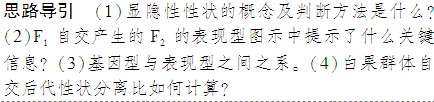 思路导引 (1)显隐性性状的概念及判断方法是什么?
(2)F₁自交产生的F₂的表现型图示中提示了什么关键
信息? (3)基因型与表现型之间之系。(4)白果群体自
交后代性状分离比如何计算?